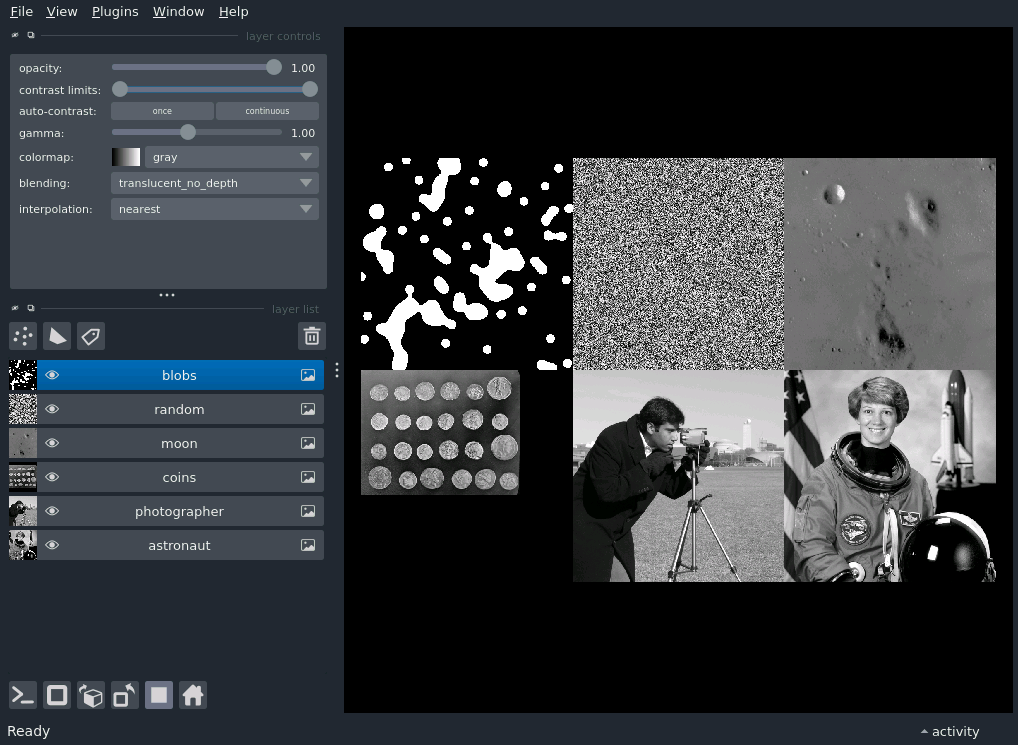 File View Plugins Window Help
layer controls
opacity: 1.00
contrast limits:
auto-contrast: once continuous
gamma: 1.00
colormap: gray
blending: translucent_no_depth
interpolation: nearest
layer list
blobs
random
moon
coins
photographer
astronaut
Ready
activity